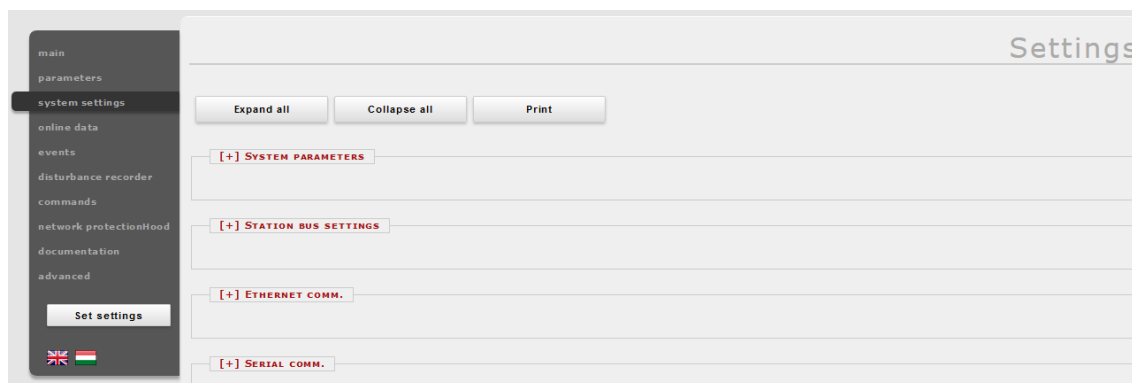 Settings
main
parameters
system settings
online data
events
disturbance recorder
commands
network protectionHood
documentation
advanced
Set settings
Expand all
Collapse all
Print
[+] System parameters
[+] Station bus settings
[+] Ethernet comm.
[+] Serial comm.